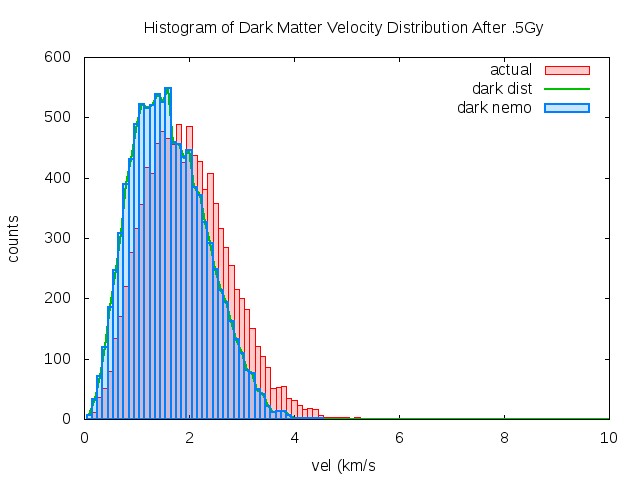 Histogram of Dark Matter Velocity Distribution After .5Gy
600
500
400
300
200
100
0
counts
actual
dark dist
dark nemo
0 2 4 6 8 10
vel (km/s